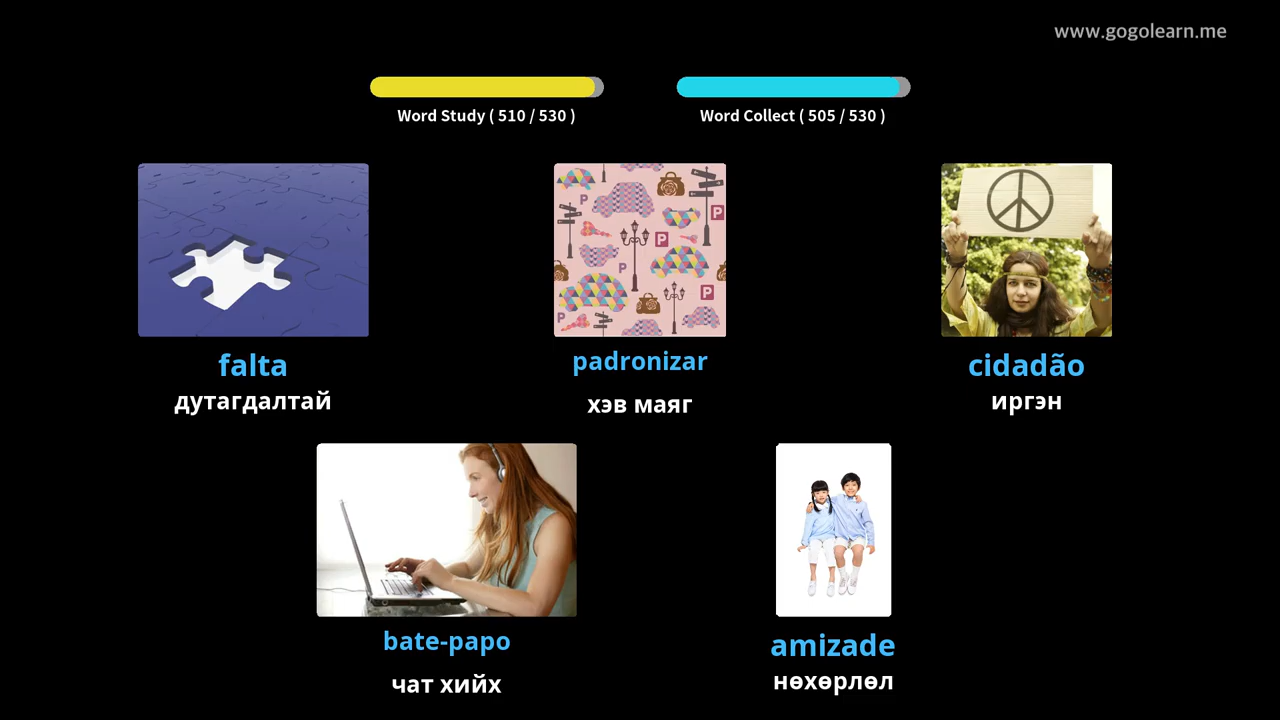 www.gogolearn.me
Word Study ( 510 / 530 )
Word Collect ( 505 / 530 )
falta
дутагдалтай
padronizar
хэв маяг
cidadão
иргэн
bate-papo
чат хийх
amizade
нөхөрлөл